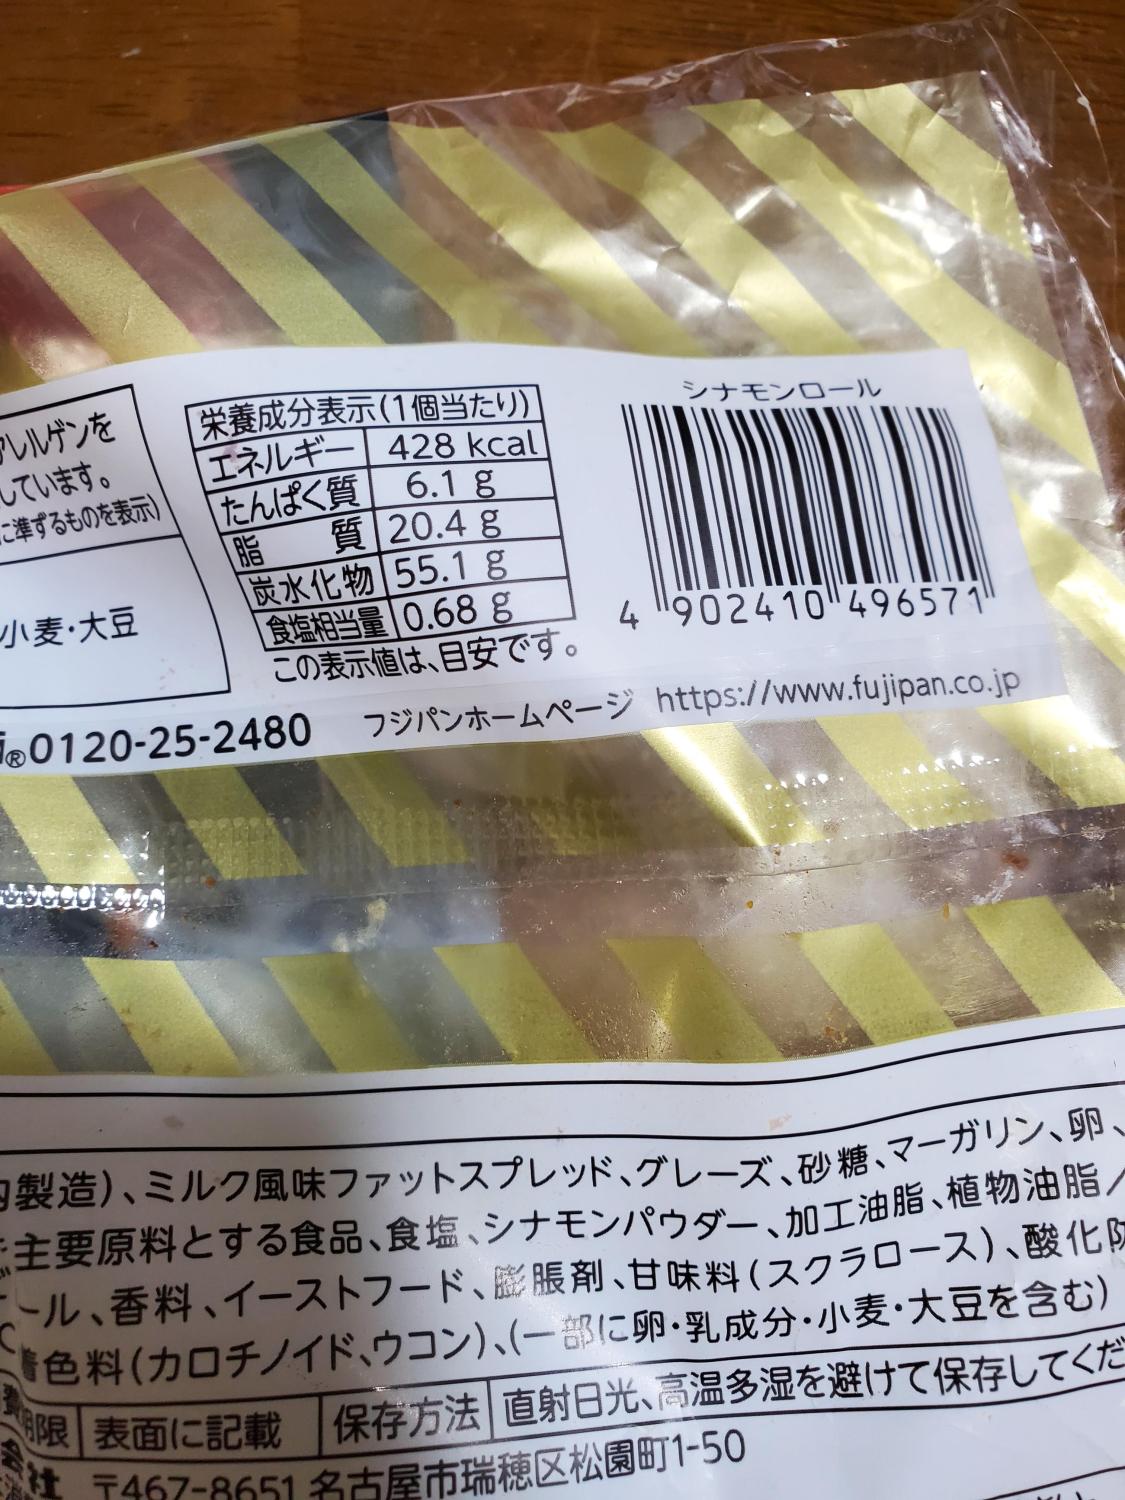 アレルゲンを
しています。
に準ずるものを表示)
小麦・大豆
栄養成分表示(1個当たり)
エネルギー 428 kcal
たんぱく質 6.1 g
脂 質 20.4 g
炭水化物 55.1 g
食塩相当量 0.68 g
この表示値は、目安です。
シナモンロール
4 902410 496571
®0120-25-2480 フジパンホームページ https://www.fujipan.co.jp
内製造)、ミルク風味ファットスプレッド、グレーズ、砂糖、マーガリン、卵、
主要原料とする食品、食塩、シナモンパウダー、加工油脂、植物油脂/
ール、香料、イーストフード、膨脹剤、甘味料(スクラロース)、酸化防
着色料(カロチノイド、ウコン)、(一部に卵・乳成分・小麦・大豆を含む)
費期限 表面に記載 保存方法 直射日光、高温多湿を避けて保存してくだ
会社 〒467-8651 名古屋市瑞穂区松園町1-50